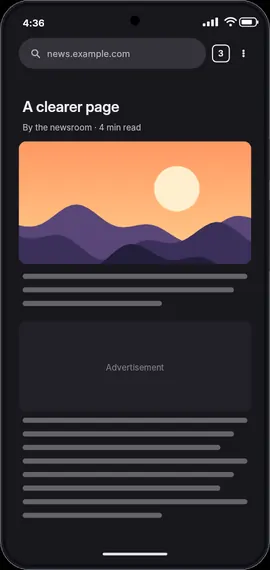 4:36
news.example.com
3
A clearer page
By the newsroom · 4 min read
Advertisement